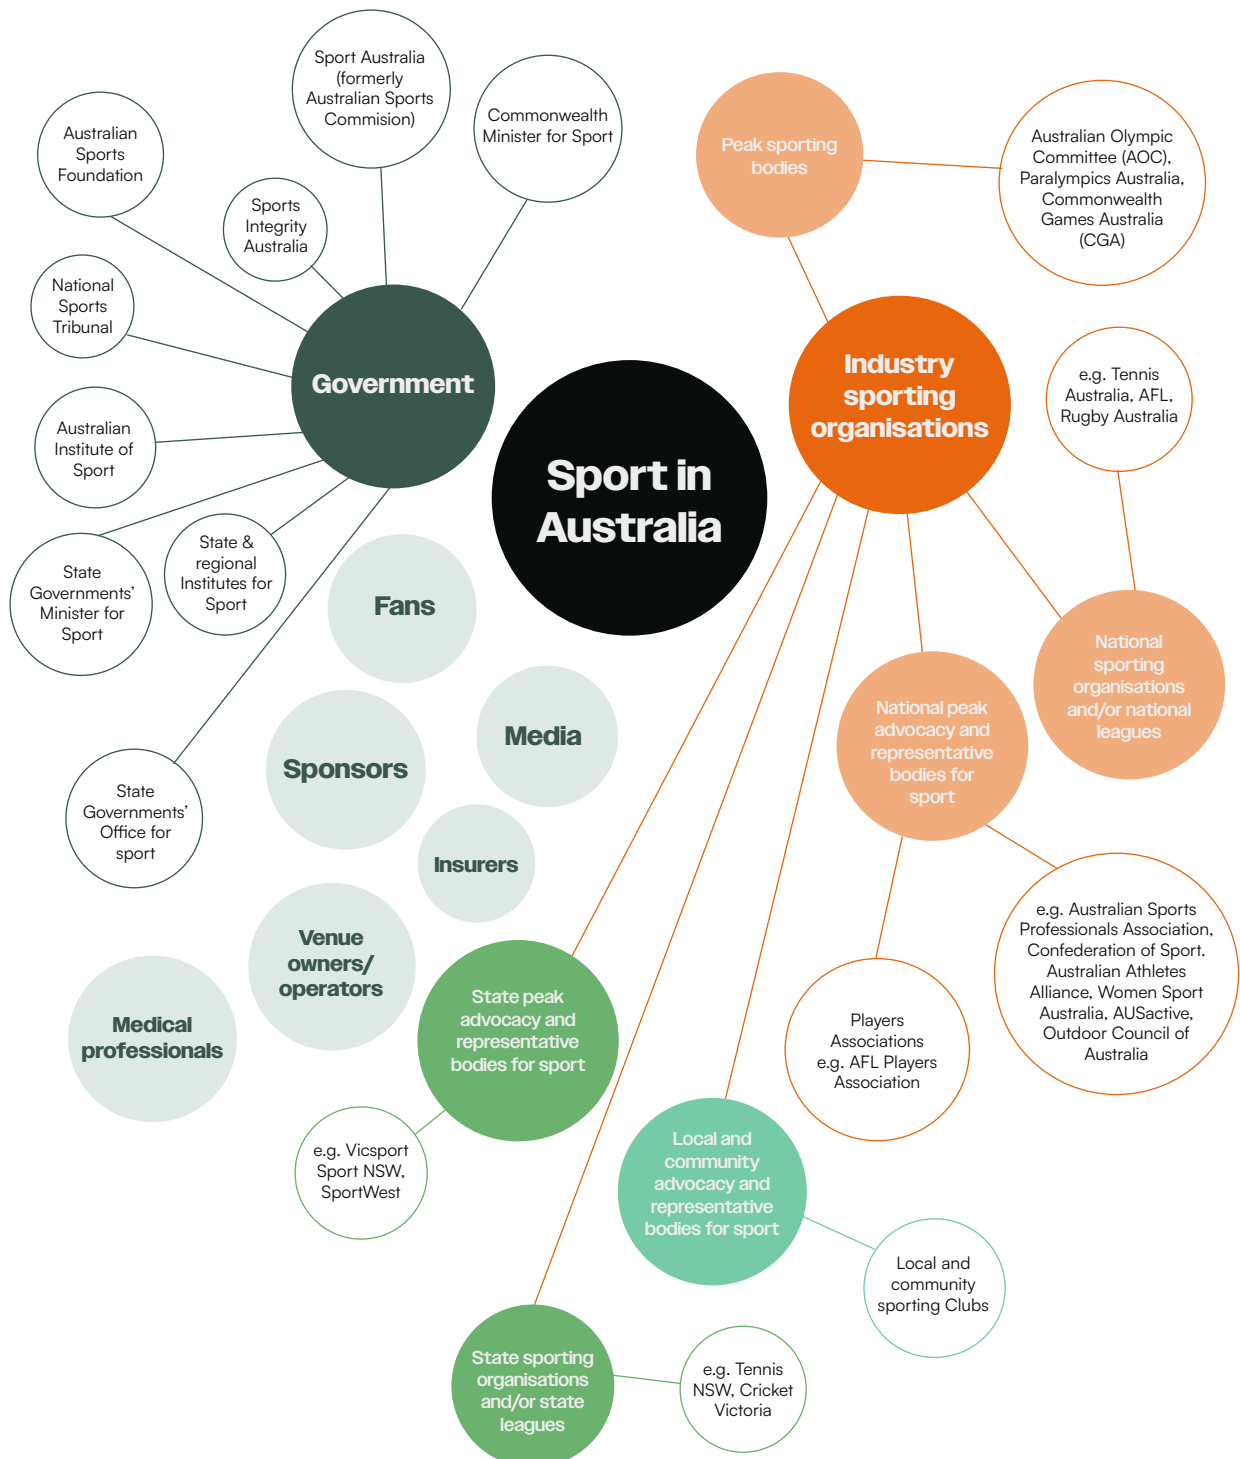 Sport Australia
(formerly
Australian Sports
Commision)
Commonwealth
Minister for Sport
Australian
Sports
Foundation
Sports
Integrity
Australia
National
Sports
Tribunal
Government
Australian
Institute of
Sport
State
Governments’
Minister for
Sport
State &
regional
Institutes for
Sport
State
Governments’
Office for
sport
Sport in
Australia
Peak sporting
bodies
Australian Olympic
Committee (AOC),
Paralympics Australia,
Commonwealth
Games Australia
(CGA)
Industry
sporting
organisations
e.g. Tennis
Australia, AFL,
Rugby Australia
National
sporting
organisations
and/or national
leagues
National peak
advocacy and
representative
bodies for
sport
e.g. Australian Sports
Professionals Association,
Confederation of Sport.
Australian Athletes
Alliance, Women Sport
Australia, AUSactive,
Outdoor Council of
Australia
Players
Associations
e.g. AFL Players
Association
Fans
Media
Sponsors
Insurers
Venue
owners/
operators
Medical
professionals
State peak
advocacy and
representative
bodies for sport
e.g. Vicsport
Sport NSW,
SportWest
Local and
community
advocacy and
representative
bodies for sport
Local and
community
sporting Clubs
State sporting
organisations
and/or state
leagues
e.g. Tennis
NSW, Cricket
Victoria